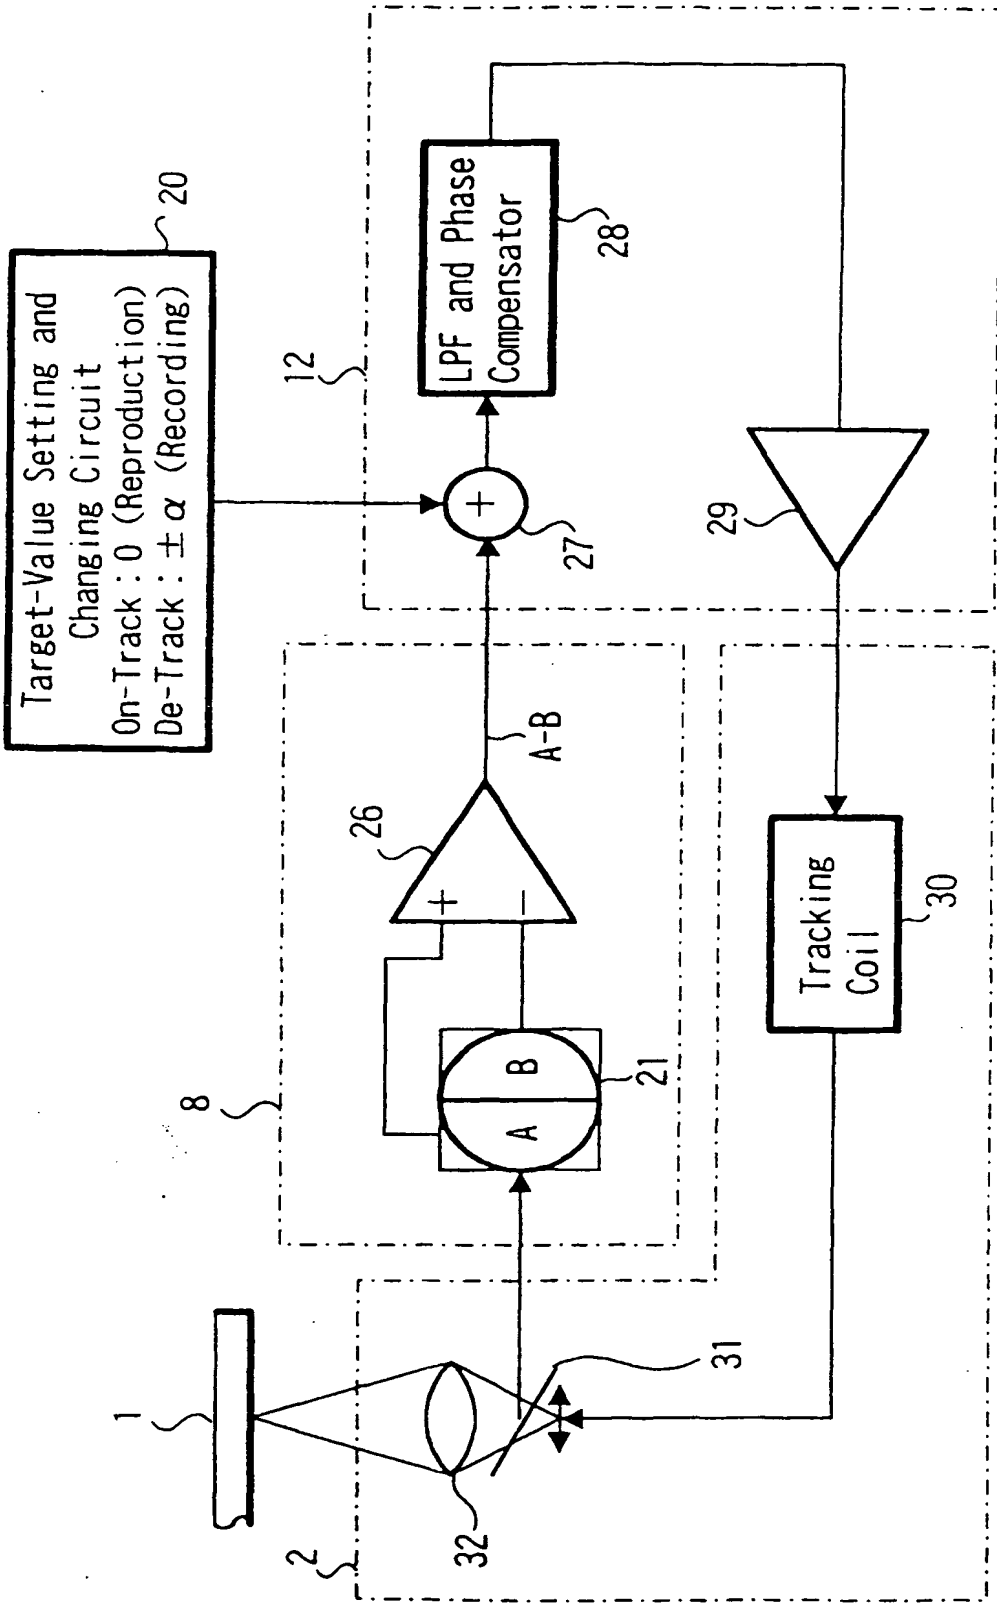 Target-Value Setting and
Changing Circuit
On-Track : 0 (Reproduction)
De-Track : ± α (Recording)
20
12
LPF and Phase
Compensator
28
+
27
29
8
26
+
−
A-B
A
B
21
Tracking
Coil
30
1
31
32
2